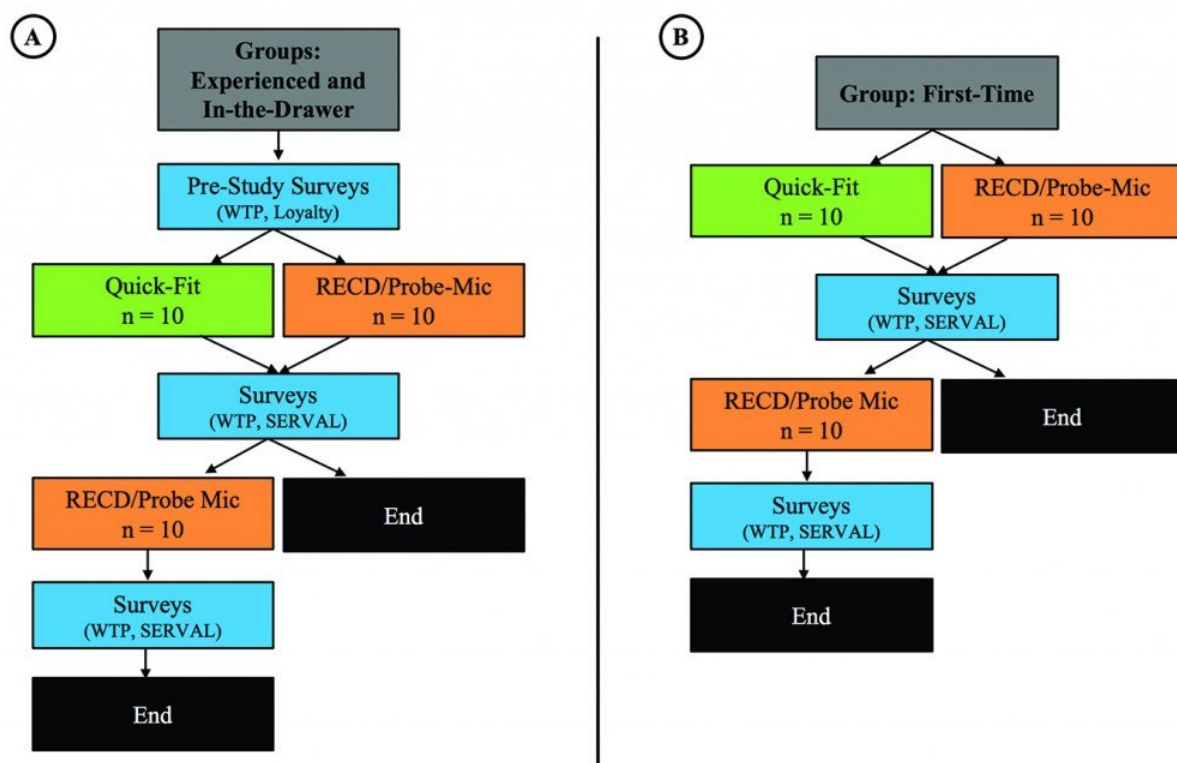 A
Groups:
Experienced and
In-the-Drawer
Pre-Study Surveys
(WTP, Loyalty)
Quick-Fit
n = 10
RECD/Probe-Mic
n = 10
Surveys
(WTP, SERVAL)
RECD/Probe Mic
n = 10
End
Surveys
(WTP, SERVAL)
End
B
Group: First-Time
Quick-Fit
n = 10
RECD/Probe-Mic
n = 10
Surveys
(WTP, SERVAL)
RECD/Probe Mic
n = 10
End
Surveys
(WTP, SERVAL)
End